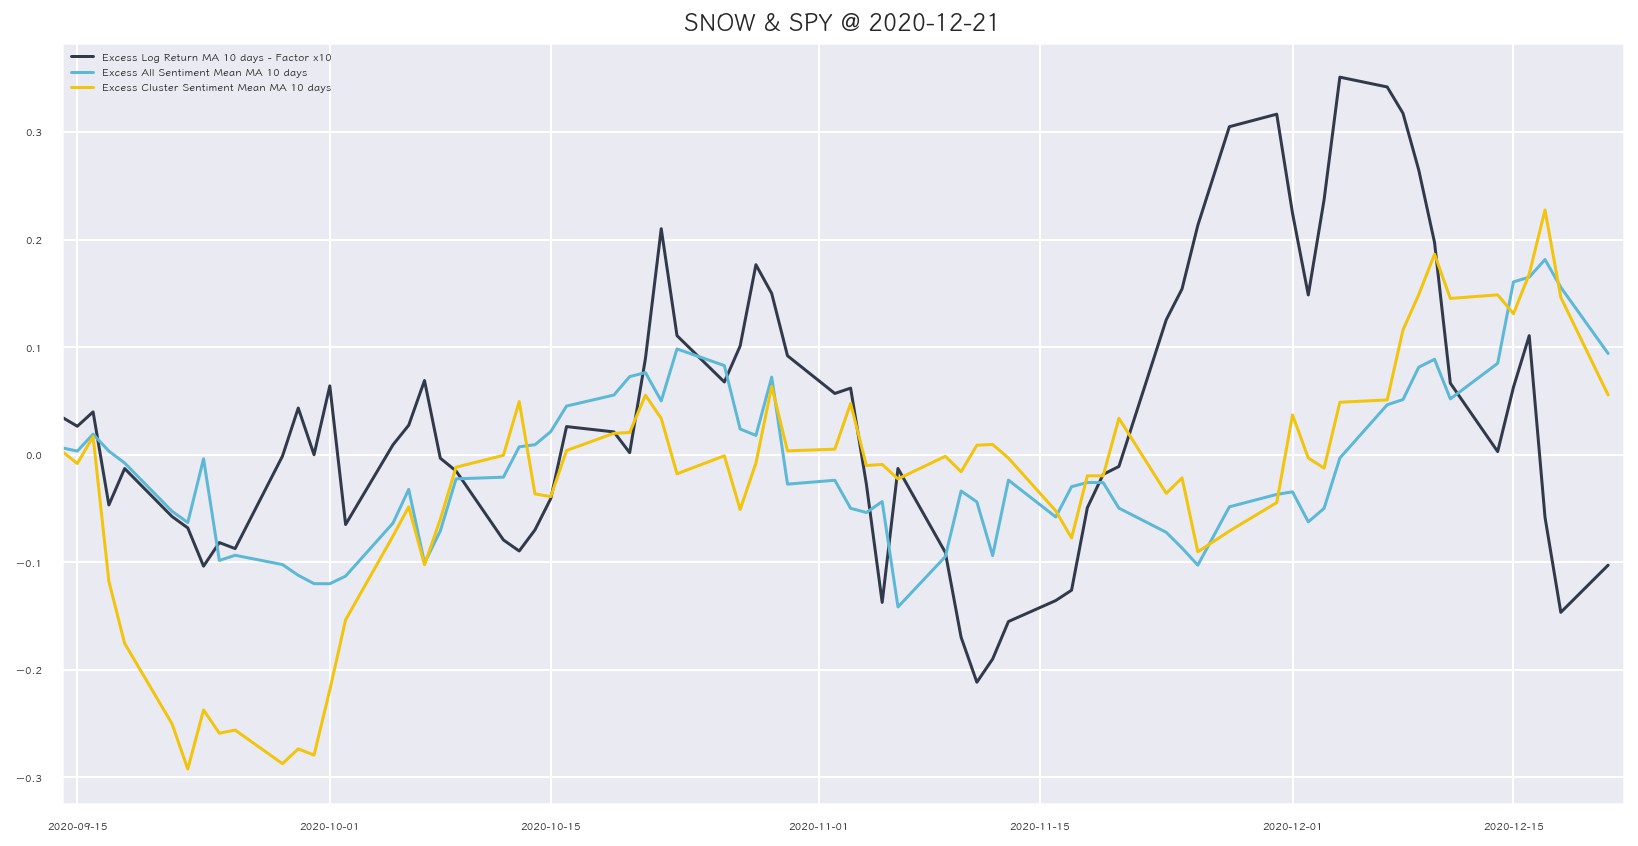 SNOW & SPY @ 2020-12-21
Excess Log Return MA 10 days - Factor x10
Excess All Sentiment Mean MA 10 days
Excess Cluster Sentiment Mean MA 10 days
0.3
0.2
0.1
0.0
−0.1
−0.2
−0.3
2020-09-15 2020-10-01 2020-10-15 2020-11-01 2020-11-15 2020-12-01 2020-12-15